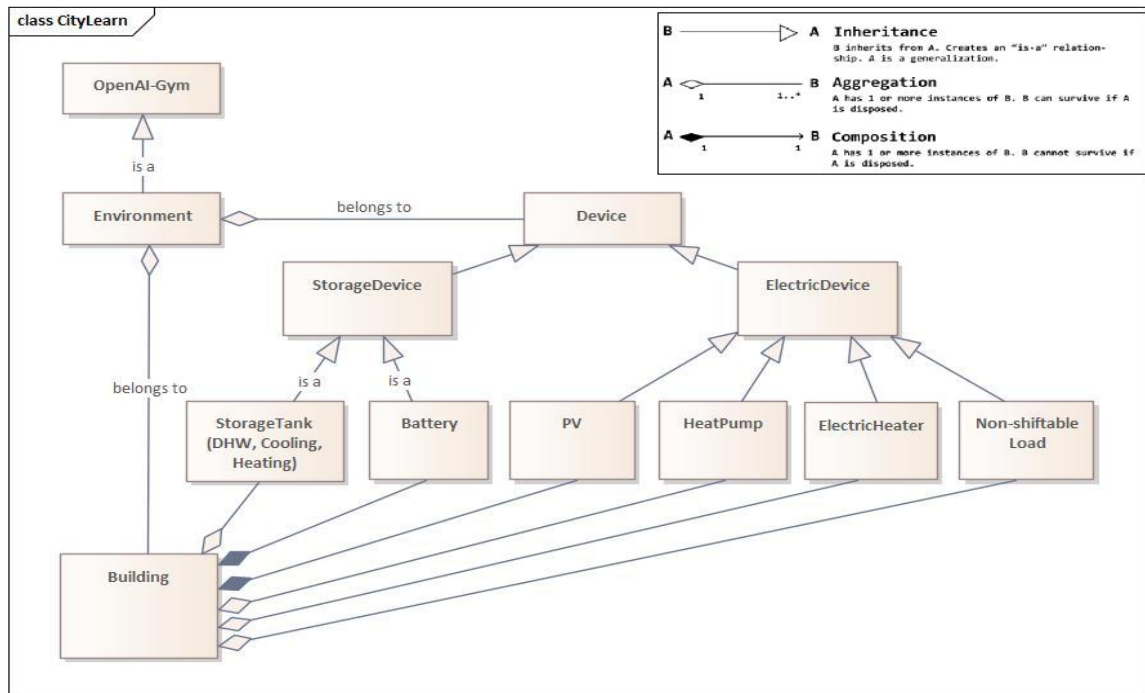 class CityLearn
B
A Inheritance
B inherits from A. Creates an "is-a" relation-
ship. A is a generalization.
A
1
1..*
B Aggregation
A has 1 or more instances of B. B can survive if A
is disposed.
A
1
1
B Composition
A has 1 or more instances of B. B cannot survive if
A is disposed.
OpenAI-Gym
is a
Environment
belongs to
Device
StorageDevice
ElectricDevice
belongs to
is a
is a
StorageTank
(DHW, Cooling,
Heating)
Battery
PV
HeatPump
ElectricHeater
Non-shiftable
Load
Building